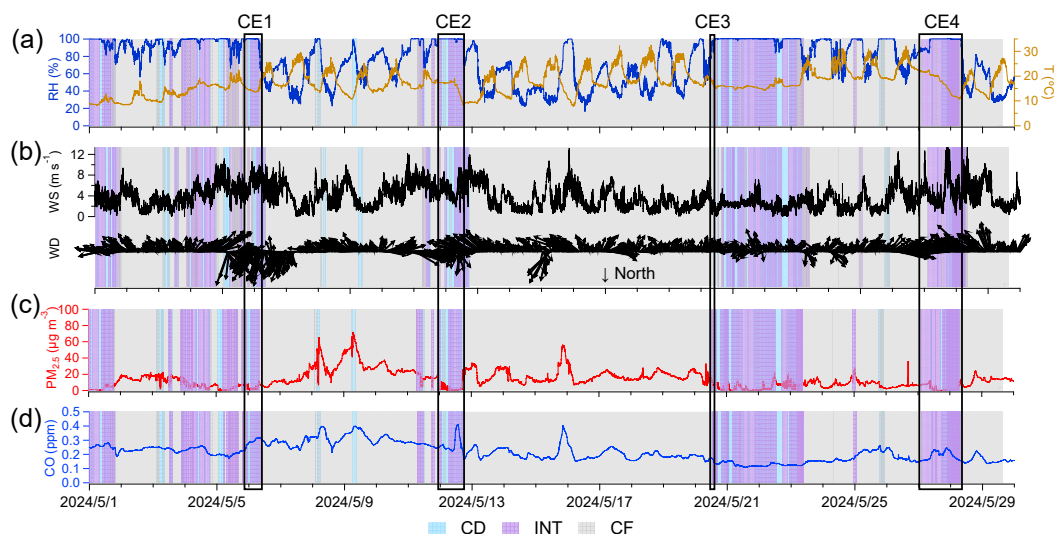 CE1 CE2 CE3 CE4
(a)
RH (%)
100
80
60
40
20
0
T (°C)
30
20
10
0
(b)
WS (m s⁻¹)
12
8
4
0
WD
↓ North
(c)
PM₂.₅ (µg m⁻³)
100
80
60
40
20
0
(d)
CO (ppm)
0.5
0.4
0.3
0.2
0.1
0.0
2024/5/1 2024/5/5 2024/5/9 2024/5/13 2024/5/17 2024/5/21 2024/5/25 2024/5/29
CD INT CF